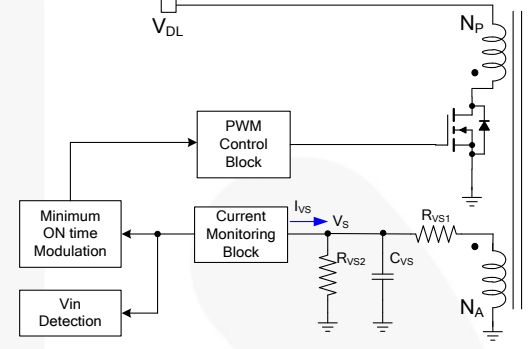 V_DL
N_P
PWM
Control
Block
I_VS
V_S
R_VS1
Minimum
ON time
Modulation
Current
Monitoring
Block
R_VS2
C_VS
Vin
Detection
N_A